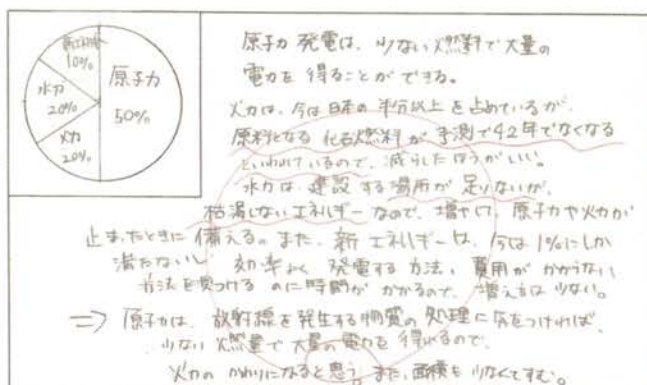 新エネルギー
10%
原子力
50%
水力
20%
火力
20%
原子力発電は、少ない燃料で大量の
電力を得ることができる。
火力は、今は日本の半分以上を占めているが、
原料となる化石燃料が予測で42年でなくなる
といわれているので、減らしたほうがいい。
水力は、建設する場所が足りないが、
枯渇しないエネルギーなので、増やし、原子力や火力が
止まったときに備える。また、新エネルギーは、今は1%にしか
満たないし、効率よく発電する方法、費用がかからない
方法を見つけるのに時間がかかるので、増え方は少ない。
⇒ 原子力は、放射線を発生する物質の処理に気をつければ、
少ない燃量で大量の電力を得れるので、
火力のかわりになると思う。また、面積も少なくてすむ。